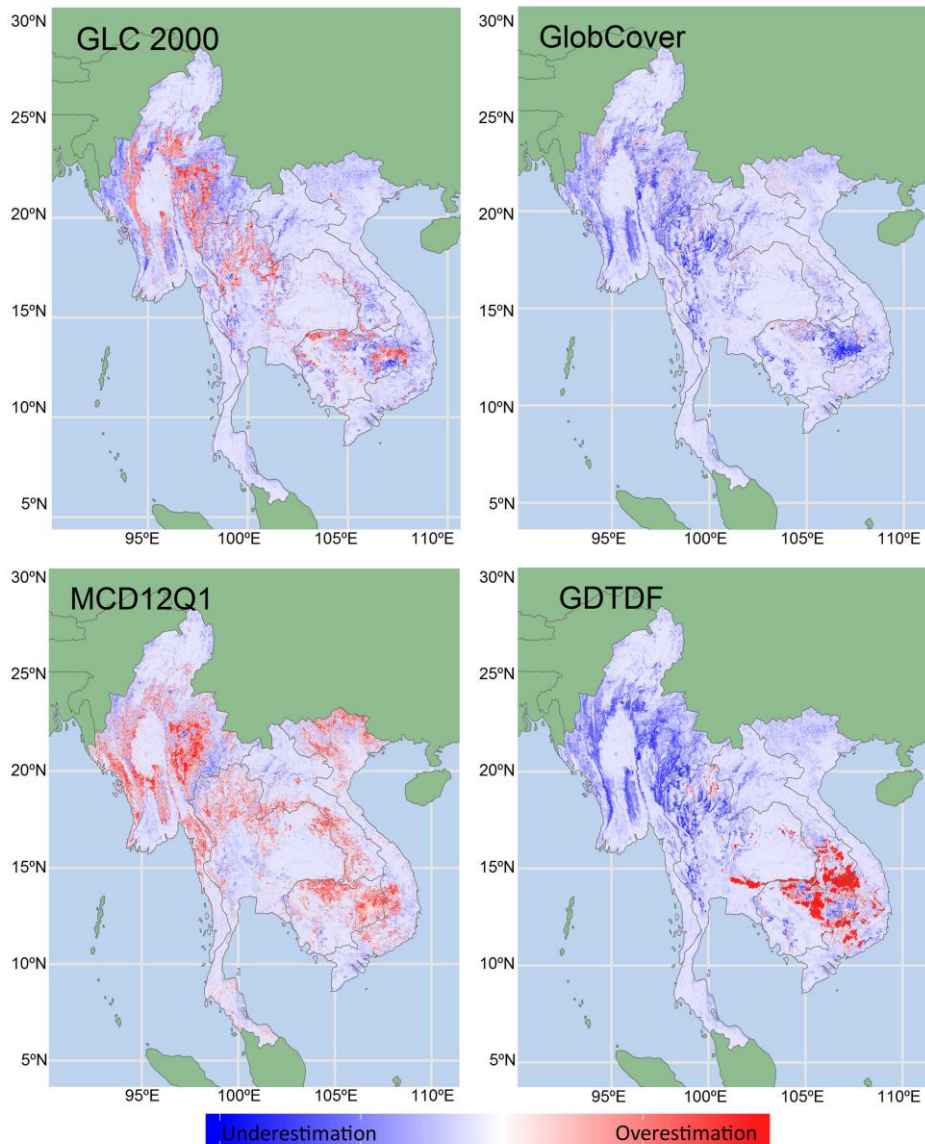 GLC 2000
30ºN
25ºN
20ºN
15ºN
10ºN
5ºN
95ºE 100ºE 105ºE 110ºE
GlobCover
30ºN
25ºN
20ºN
15ºN
10ºN
5ºN
95ºE 100ºE 105ºE 110ºE
MCD12Q1
30ºN
25ºN
20ºN
15ºN
10ºN
5ºN
95ºE 100ºE 105ºE 110ºE
GDTDF
30ºN
25ºN
20ºN
15ºN
10ºN
5ºN
95ºE 100ºE 105ºE 110ºE
Underestimation Overestimation